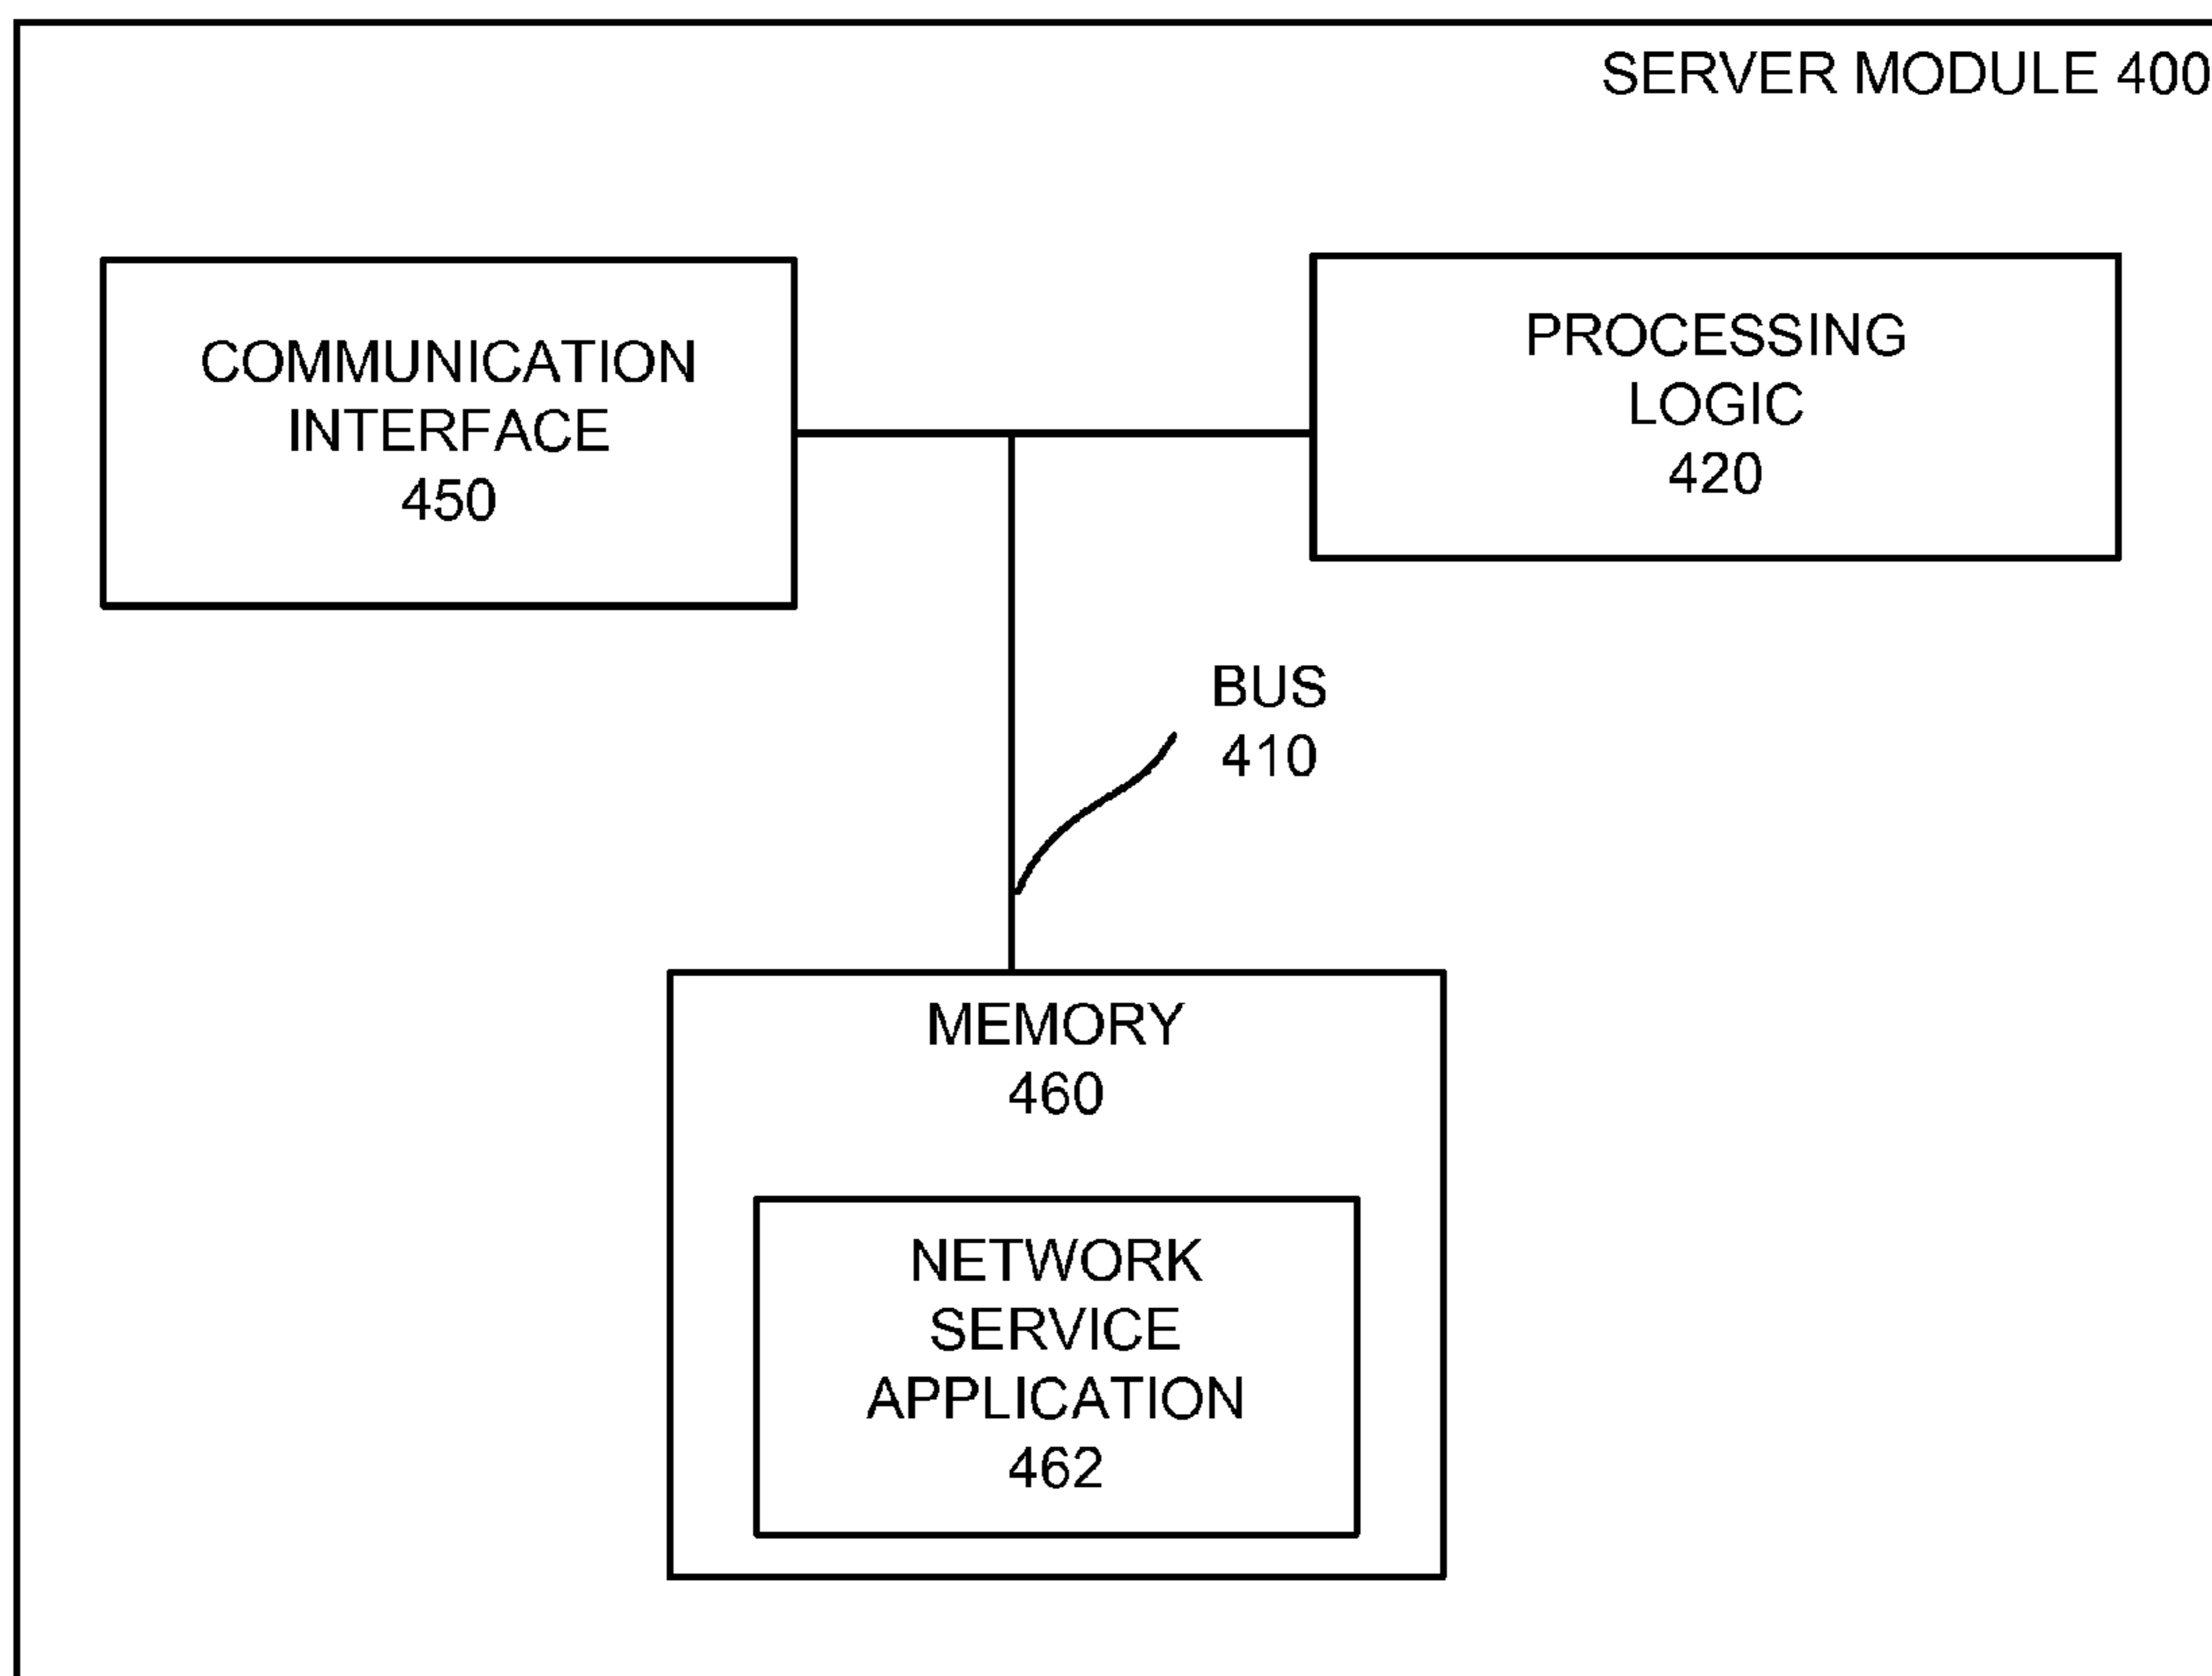 SERVER MODULE 400
COMMUNICATION
INTERFACE
450
PROCESSING
LOGIC
420
BUS
410
MEMORY
460
NETWORK
SERVICE
APPLICATION
462